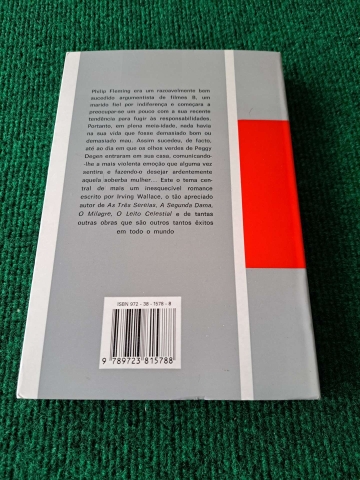 Philip Fleming era um razoavelmente bem
sucedido argumentista de filmes B, um
marido fiel por indiferença e começara a
preocupar-se um pouco com a sua recente
tendência para fugir às responsabilidades.
Portanto, em plena meia-idade, nada havia
na sua vida que fosse demasiado bom ou
demasiado mau. Assim sucedeu, de facto,
até ao dia em que os olhos verdes de Peggy
Degen entraram em sua casa, comunicando-
-lhe a mais violenta emoção que alguma vez
sentira e fazendo-o desejar ardentemente
aquela soberba mulher... Este o tema cen-
tral de mais um inesquecível romance
escrito por Irving Wallace, o tão apreciado
autor de As Três Sereias, A Segunda Dama,
O Milagre, O Leito Celestial e de tantas
outras obras que são outros tantos êxitos
em todo o mundo
ISBN 972 - 38 - 1578 - 8
9 789723 815788